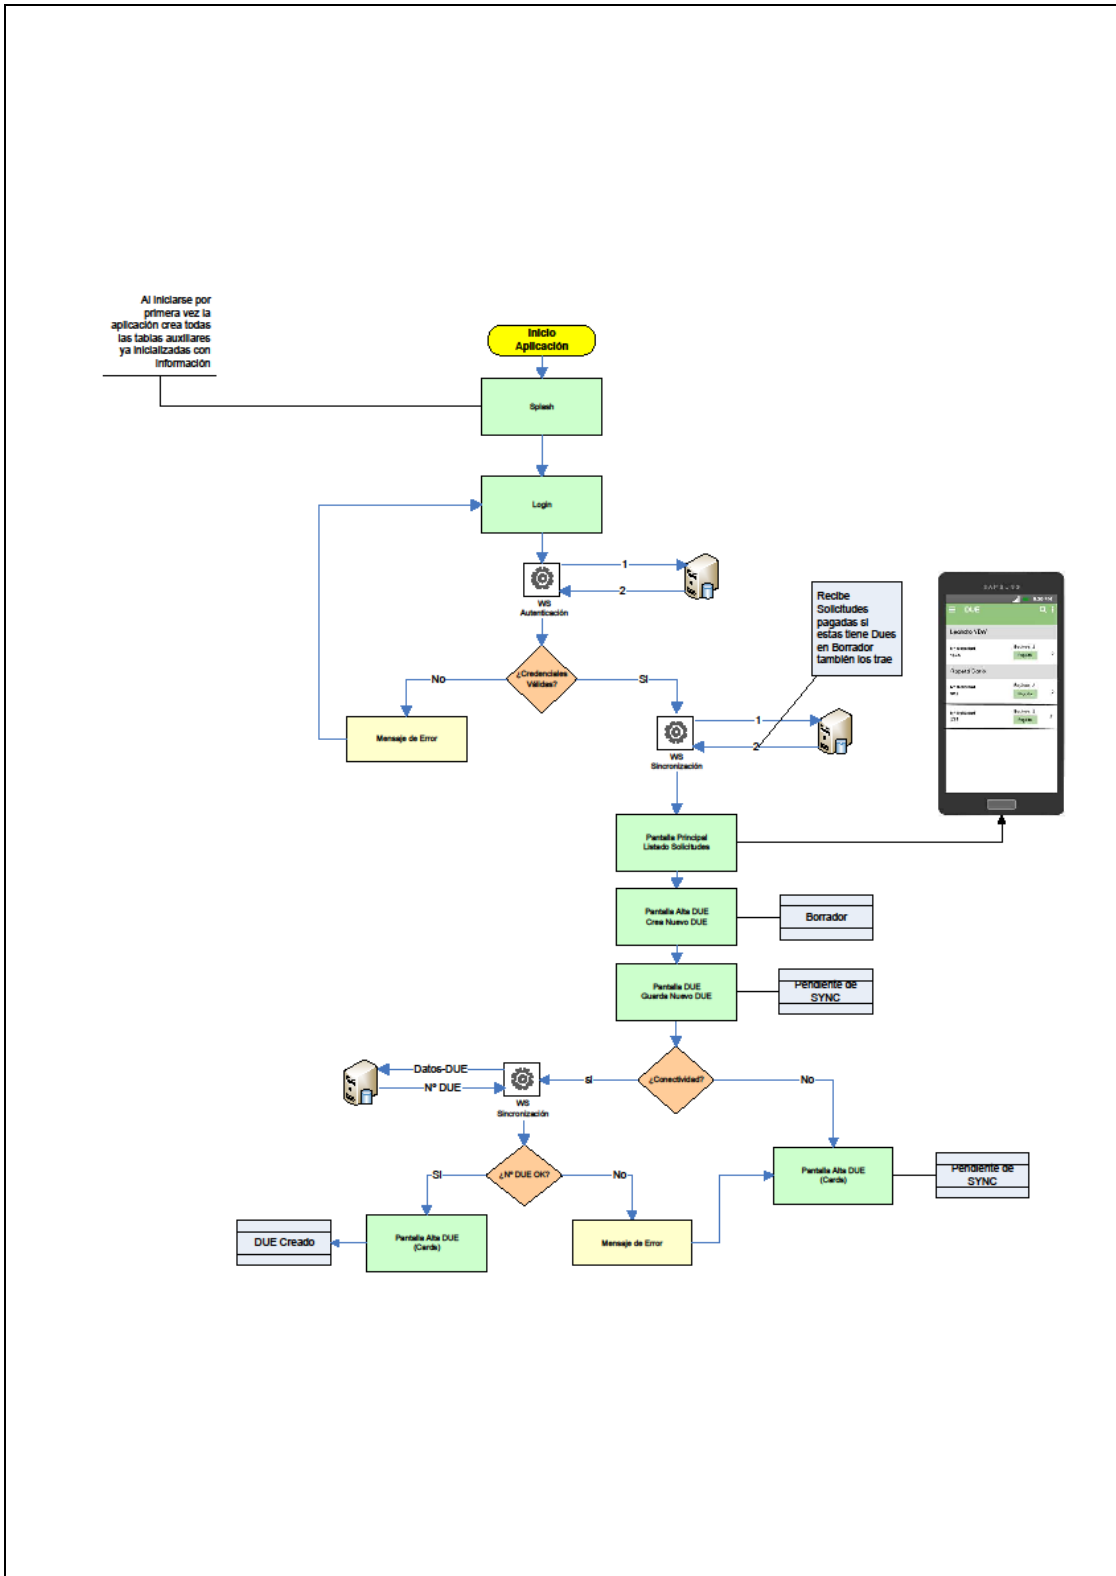 Al iniciarse por
primera vez la
aplicación crea todas
las tablas auxiliares
ya inicializadas con
información
Inicio
Aplicación
Splash
Login
1
2
WS
Autenticación
¿Credenciales
Válidas?
No
Si
Mensaje de Error
Recibe
Solicitudes
pagadas si
estas tiene Dues
en Borrador
también los trae
1
2
WS
Sincronización
SAMSUNG
DUE
Pantalla Principal
Listado Solicitudes
Pantalla Alta DUE
Crea Nuevo DUE
Borrador
Pantalla DUE
Guarda Nuevo DUE
Pendiente de
SYNC
¿Conectividad?
si
No
Datos-DUE
Nº DUE
WS
Sincronización
¿Nº DUE OK?
Si
No
Pantalla Alta DUE
(Cards)
Pendiente de
SYNC
DUE Creado
Pantalla Alta DUE
(Cards)
Mensaje de Error